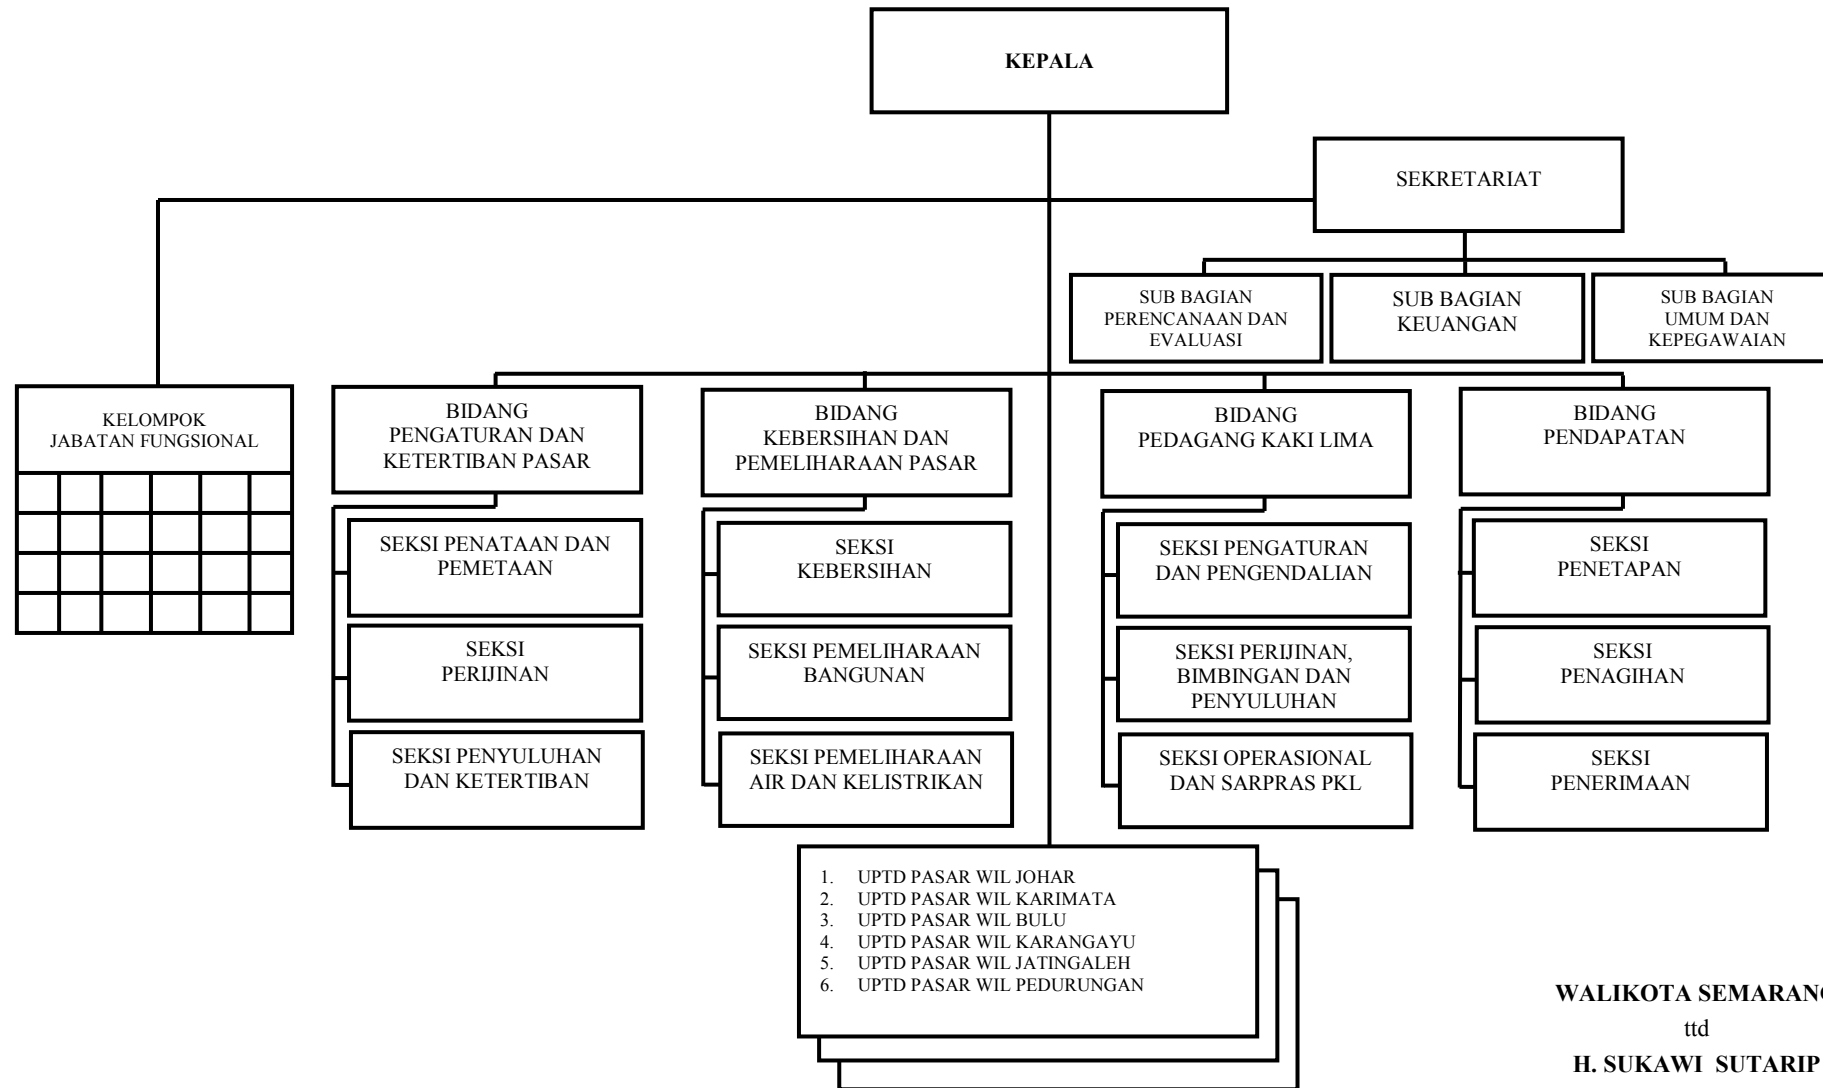 KEPALA
SEKRETARIAT
SUB BAGIAN
PERENCANAAN DAN
EVALUASI
SUB BAGIAN
KEUANGAN
SUB BAGIAN
UMUM DAN
KEPEGAWAIAN
KELOMPOK
JABATAN FUNGSIONAL
BIDANG
PENGATURAN DAN
KETERTIBAN PASAR
SEKSI PENATAAN DAN
PEMETAAN
SEKSI
PERIJINAN
SEKSI PENYULUHAN
DAN KETERTIBAN
BIDANG
KEBERSIHAN DAN
PEMELIHARAAN PASAR
SEKSI
KEBERSIHAN
SEKSI PEMELIHARAAN
BANGUNAN
SEKSI PEMELIHARAAN
AIR DAN KELISTRIKAN
BIDANG
PEDAGANG KAKI LIMA
SEKSI PENGATURAN
DAN PENGENDALIAN
SEKSI PERIJINAN,
BIMBINGAN DAN
PENYULUHAN
SEKSI OPERASIONAL
DAN SARPRAS PKL
BIDANG
PENDAPATAN
SEKSI
PENETAPAN
SEKSI
PENAGIHAN
SEKSI
PENERIMAAN
1. UPTD PASAR WIL JOHAR
2. UPTD PASAR WIL KARIMATA
3. UPTD PASAR WIL BULU
4. UPTD PASAR WIL KARANGAYU
5. UPTD PASAR WIL JATINGALEH
6. UPTD PASAR WIL PEDURUNGAN
WALIKOTA SEMARANG
ttd
H. SUKAWI SUTARIP